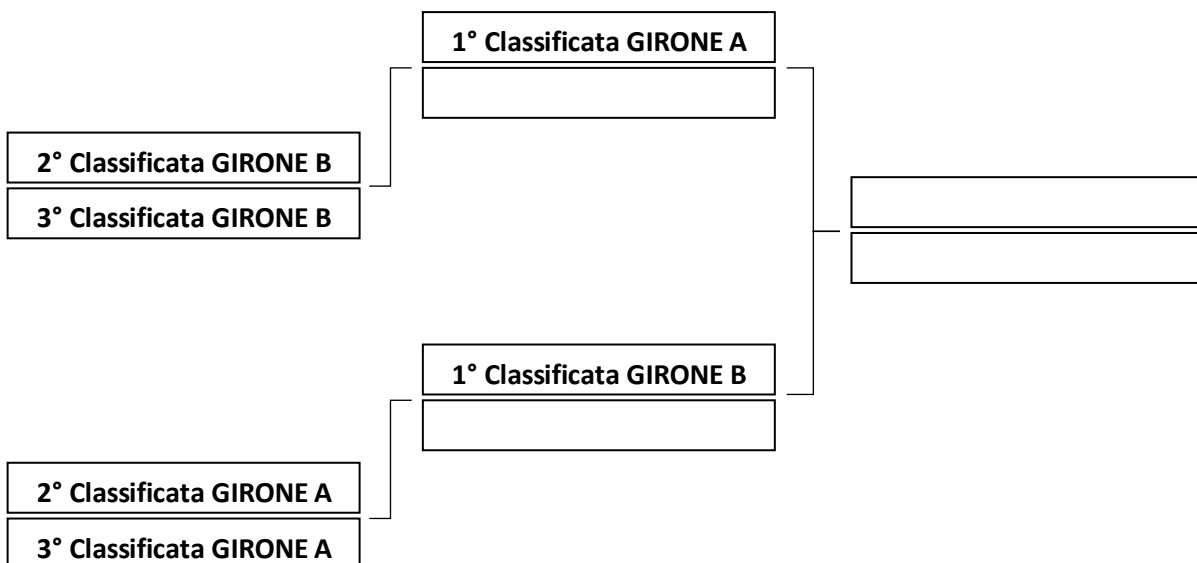 1° Classificata GIRONE A
2° Classificata GIRONE B
3° Classificata GIRONE B
1° Classificata GIRONE B
2° Classificata GIRONE A
3° Classificata GIRONE A